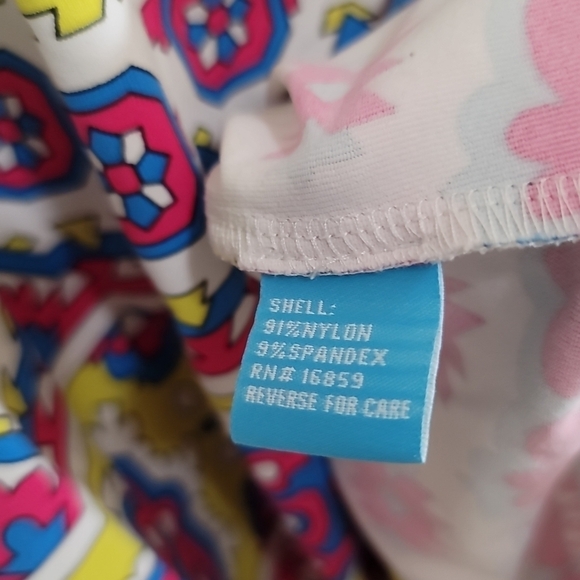 SHELL:
91%NYLON
9%SPANDEX
RN# 16859
REVERSE FOR CARE